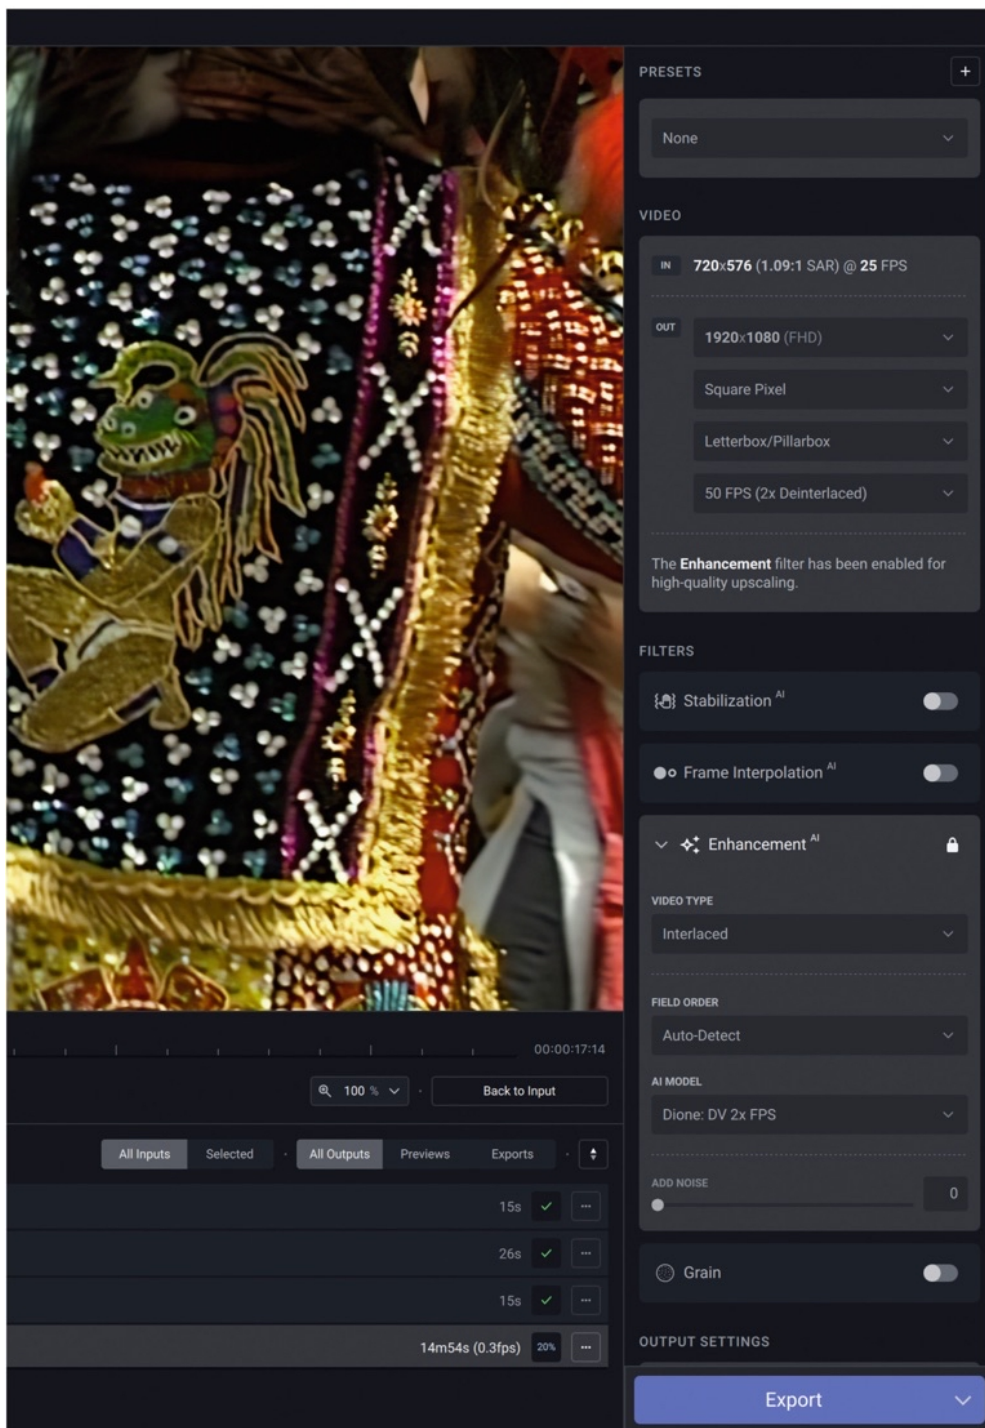 PRESETS
+
None
VIDEO
IN 720x576 (1.09:1 SAR) @ 25 FPS
OUT 1920x1080 (FHD)
Square Pixel
Letterbox/Pillarbox
50 FPS (2x Deinterlaced)
The Enhancement filter has been enabled for
high-quality upscaling.
FILTERS
Stabilization AI
Frame Interpolation AI
Enhancement AI
VIDEO TYPE
Interlaced
FIELD ORDER
Auto-Detect
AI MODEL
Dione: DV 2x FPS
ADD NOISE
0
Grain
OUTPUT SETTINGS
Export
00:00:17:14
100 % Back to Input
All Inputs Selected All Outputs Previews Exports
15s
26s
15s
14m54s (0.3fps) 20%